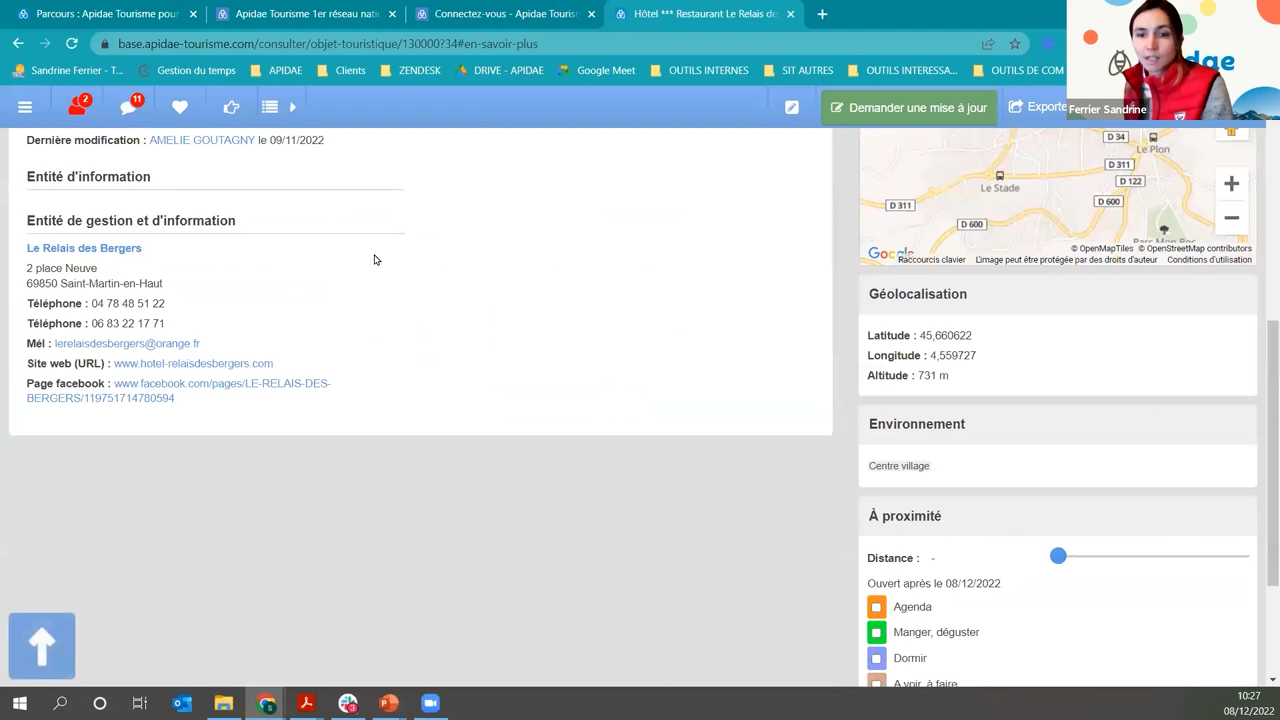 Parcours : Apidae Tourisme pour
Apidae Tourisme 1er réseau nati
Connectez-vous - Apidae Touris
Hôtel *** Restaurant Le Relais de
base.apidae-tourisme.com/consulter/objet-touristique/130000?34#en-savoir-plus
Sandrine Ferrier - T...
Gestion du temps
APIDAE
Clients
ZENDESK
DRIVE - APIDAE
Google Meet
OUTILS INTERNES
SIT AUTRES
OUTILS INTERESSA...
OUTILS DE COM
Ferrier Sandrine
2
11
Demander une mise à jour
Exporte
Dernière modification : AMELIE GOUTAGNY le 09/11/2022
Entité d'information
Entité de gestion et d'information
Le Relais des Bergers
2 place Neuve
69850 Saint-Martin-en-Haut
Téléphone : 04 78 48 51 22
Téléphone : 06 83 22 17 71
Mél : lerelaisdesbergers@orange.fr
Site web (URL) : www.hotel-relaisdesbergers.com
Page facebook : www.facebook.com/pages/LE-RELAIS-DES-
BERGERS/119751714780594
D 34
Le Plon
D 311
Le Stade
D 122
D 311
D 600
D 600
Google
© OpenMapTiles © OpenStreetMap contributors
Raccourcis clavier L'image peut être protégée par des droits d'auteur Conditions d'utilisation
Géolocalisation
Latitude : 45,660622
Longitude : 4,559727
Altitude : 731 m
Environnement
Centre village
À proximité
Distance : -
Ouvert après le 08/12/2022
Agenda
Manger, déguster
Dormir
A voir, à faire
10:27
08/12/2022